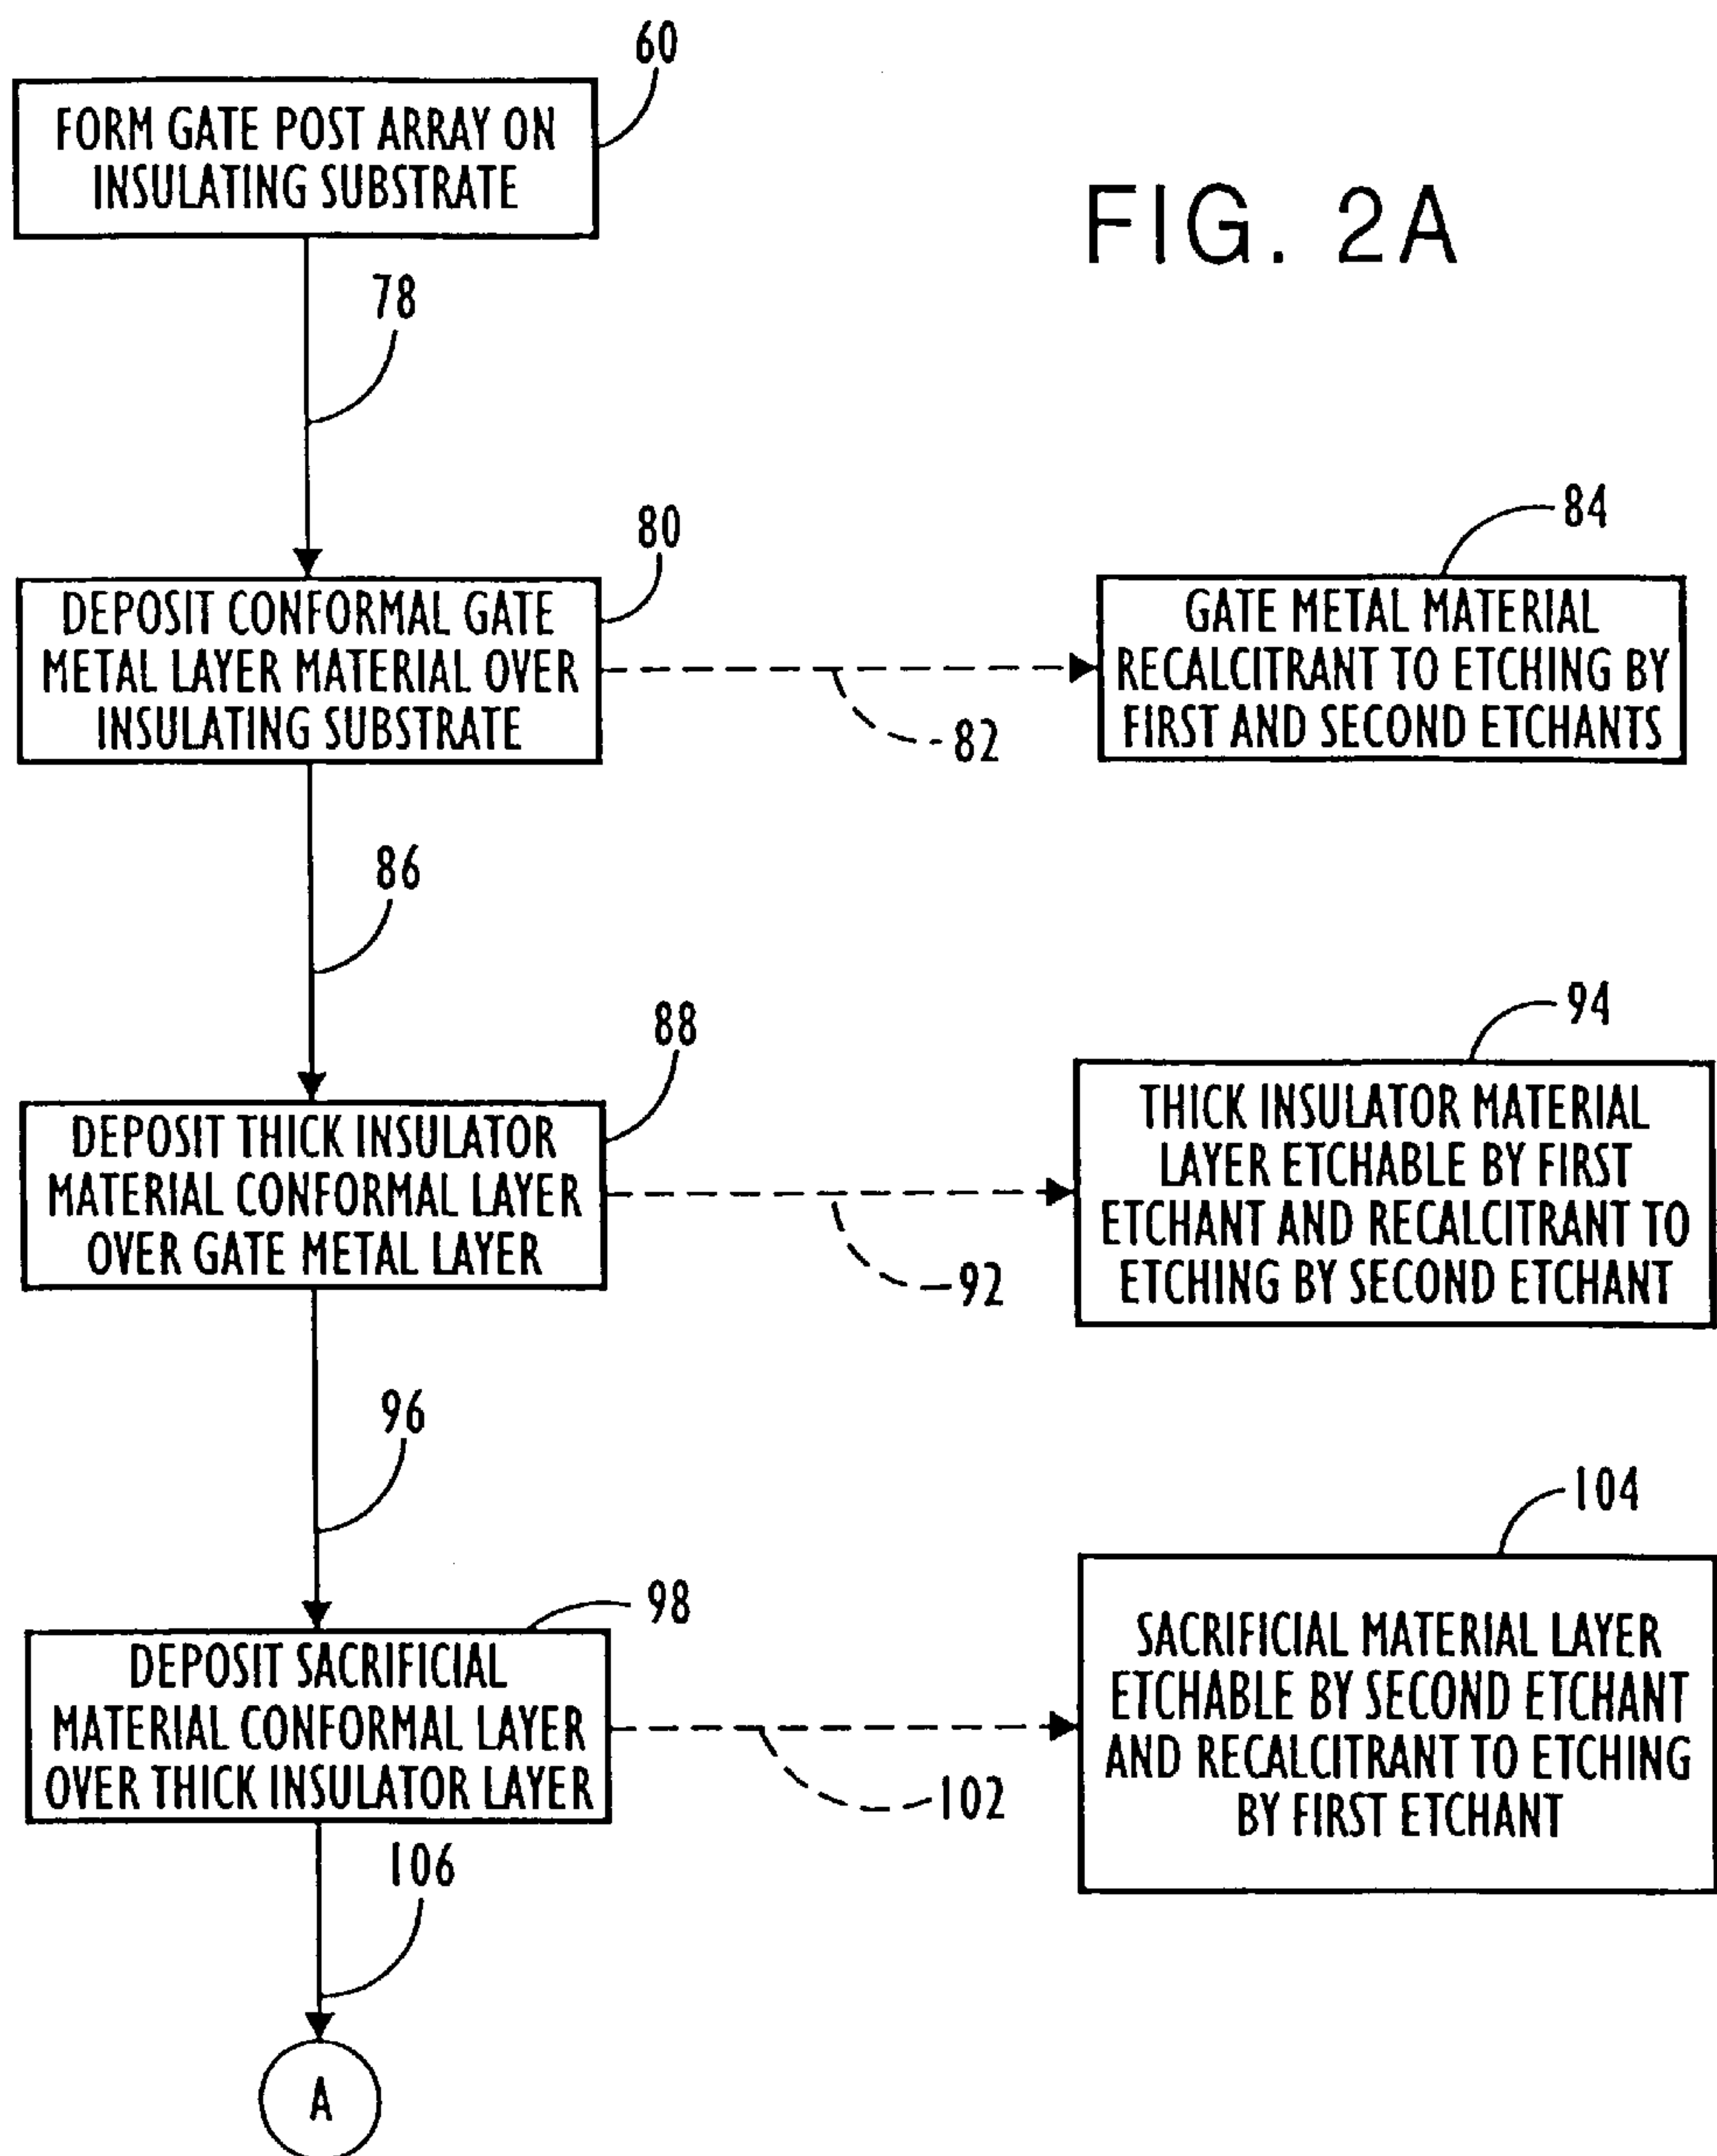 60
FORM GATE POST ARRAY ON
INSULATING SUBSTRATE
FIG. 2A
78
80
DEPOSIT CONFORMAL GATE
METAL LAYER MATERIAL OVER
INSULATING SUBSTRATE
82
84
GATE METAL MATERIAL
RECALCITRANT TO ETCHING BY
FIRST AND SECOND ETCHANTS
86
88
DEPOSIT THICK INSULATOR
MATERIAL CONFORMAL LAYER
OVER GATE METAL LAYER
92
94
THICK INSULATOR MATERIAL
LAYER ETCHABLE BY FIRST
ETCHANT AND RECALCITRANT TO
ETCHING BY SECOND ETCHANT
96
98
DEPOSIT SACRIFICIAL
MATERIAL CONFORMAL LAYER
OVER THICK INSULATOR LAYER
102
104
SACRIFICIAL MATERIAL LAYER
ETCHABLE BY SECOND ETCHANT
AND RECALCITRANT TO ETCHING
BY FIRST ETCHANT
106
A